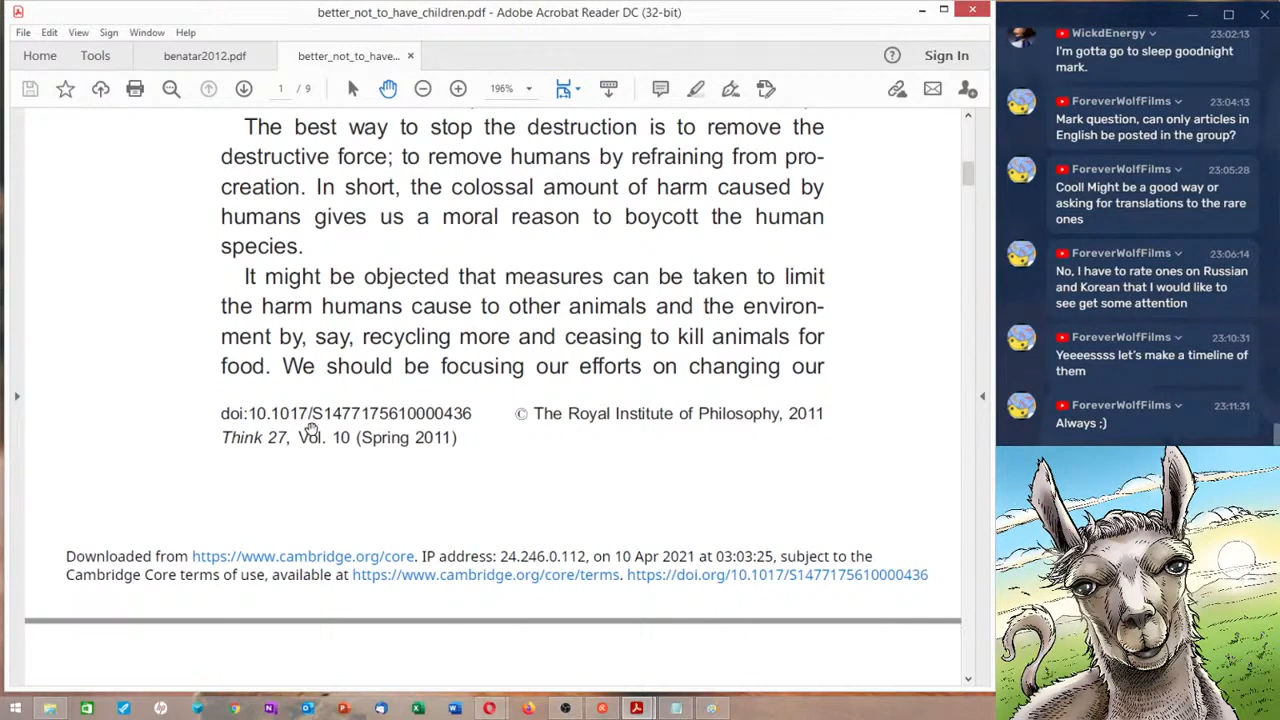 better_not_to_have_children.pdf - Adobe Acrobat Reader DC (32-bit)
File Edit View Sign Window Help
Home Tools benatar2012.pdf better_not_to_have... × Sign In
1 / 9 196%
The best way to stop the destruction is to remove the
destructive force; to remove humans by refraining from pro-
creation. In short, the colossal amount of harm caused by
humans gives us a moral reason to boycott the human
species.
It might be objected that measures can be taken to limit
the harm humans cause to other animals and the environ-
ment by, say, recycling more and ceasing to kill animals for
food. We should be focusing our efforts on changing our
doi:10.1017/S1477175610000436 © The Royal Institute of Philosophy, 2011
Think 27, Vol. 10 (Spring 2011)
Downloaded from https://www.cambridge.org/core. IP address: 24.246.0.112, on 10 Apr 2021 at 03:03:25, subject to the
Cambridge Core terms of use, available at https://www.cambridge.org/core/terms. https://doi.org/10.1017/S1477175610000436
WickdEnergy 23:02:13
I'm gotta go to sleep goodnight
mark.
ForeverWolfFilms 23:04:13
Mark question, can only articles in
English be posted in the group?
ForeverWolfFilms 23:05:28
Cooll Might be a good way or
asking for translations to the rare
ones
ForeverWolfFilms 23:06:14
No, I have to rate ones on Russian
and Korean that I would like to
see get some attention
ForeverWolfFilms 23:10:31
Yeeeessss let's make a timeline of
them
ForeverWolfFilms 23:11:31
Always ;)